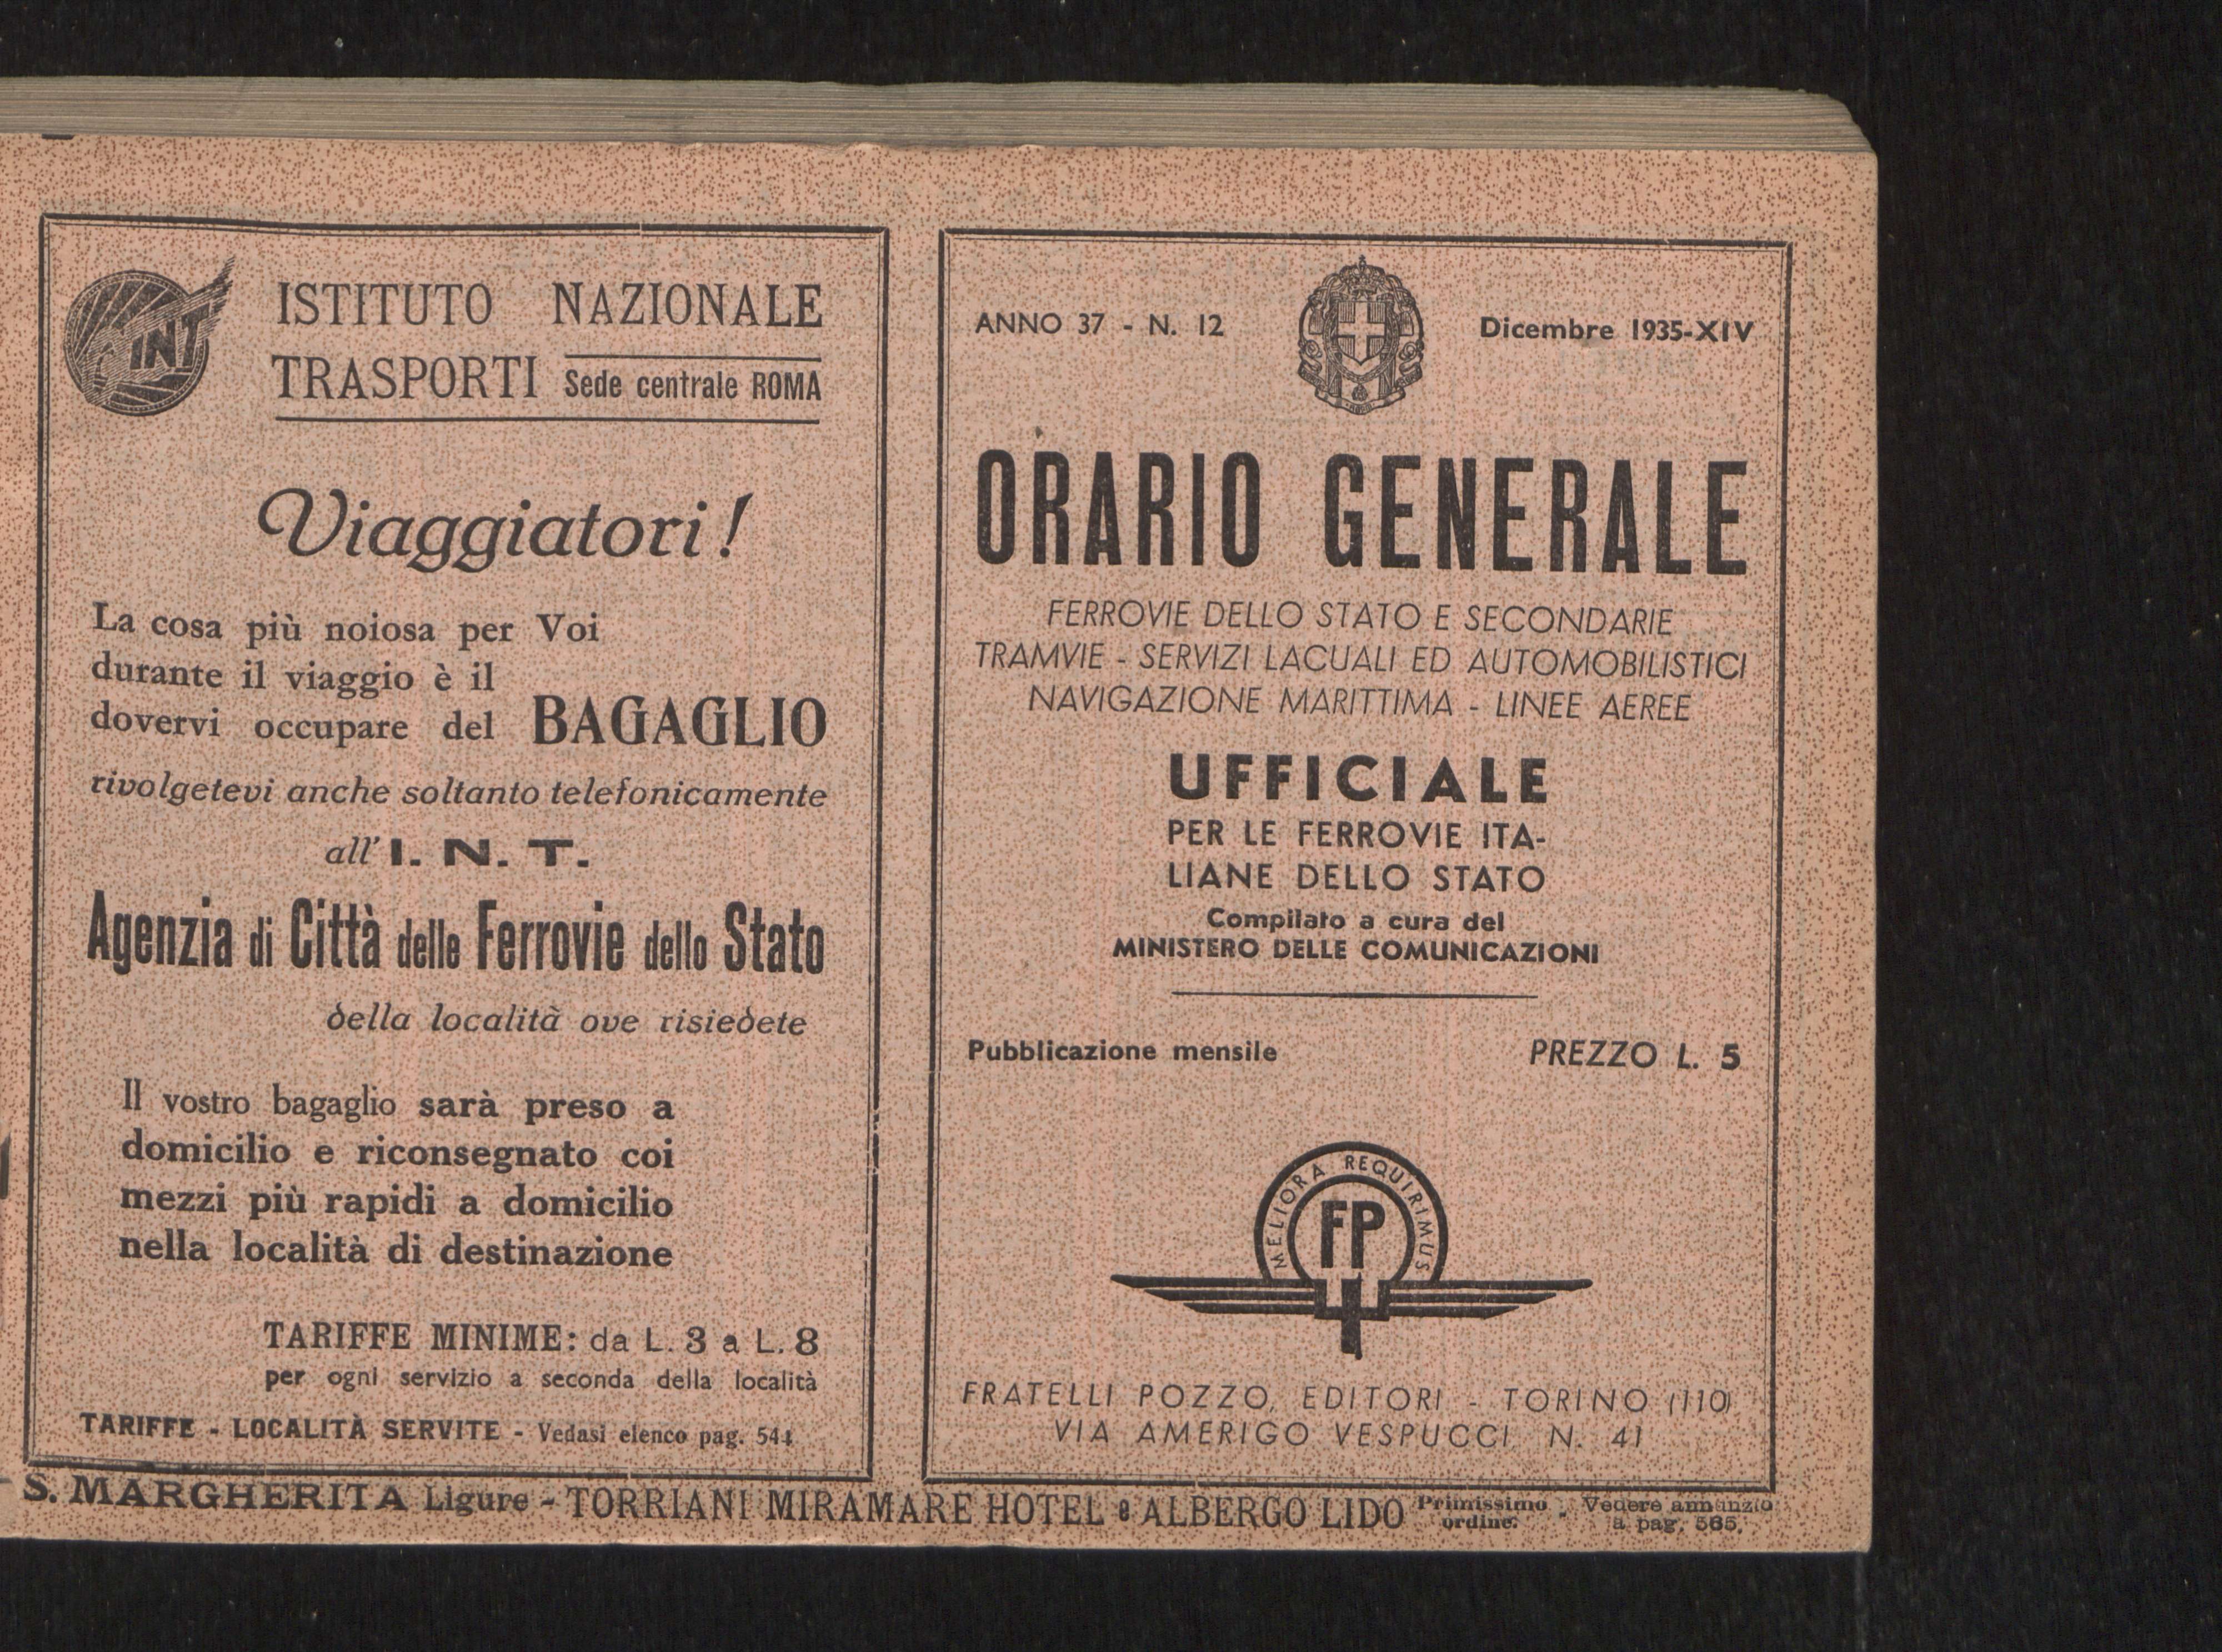 INT
ISTITUTO NAZIONALE
TRASPORTI Sede centrale ROMA
Viaggiatori!
La cosa più noiosa per Voi
durante il viaggio è il
dovervi occupare del BAGAGLIO
rivolgetevi anche soltanto telefonicamente
all' I. N. T.
Agenzia di Città delle Ferrovie dello Stato
della località ove risiedete
Il vostro bagaglio sarà preso a
domicilio e riconsegnato coi
mezzi più rapidi a domicilio
nella località di destinazione
TARIFFE MINIME: da L. 3 a L. 8
per ogni servizio a seconda della località
TARIFFE - LOCALITÀ SERVITE - Vedasi elenco pag. 544
ANNO 37 - N. 12
Dicembre 1935-XIV
ORARIO GENERALE
FERROVIE DELLO STATO E SECONDARIE
TRAMVIE - SERVIZI LACUALI ED AUTOMOBILISTICI
NAVIGAZIONE MARITTIMA - LINEE AEREE
UFFICIALE
PER LE FERROVIE ITA-
LIANE DELLO STATO
Compilato a cura del
MINISTERO DELLE COMUNICAZIONI
Pubblicazione mensile
PREZZO L. 5
MELIORA REQUIRIMUS
FP
FRATELLI POZZO, EDITORI - TORINO (110)
VIA AMERIGO VESPUCCI, N. 41
S. MARGHERITA Ligure - TORRIANI MIRAMARE HOTEL e ALBERGO LIDO Primissimo ordine. - Vedere annunzio a pag. 565.